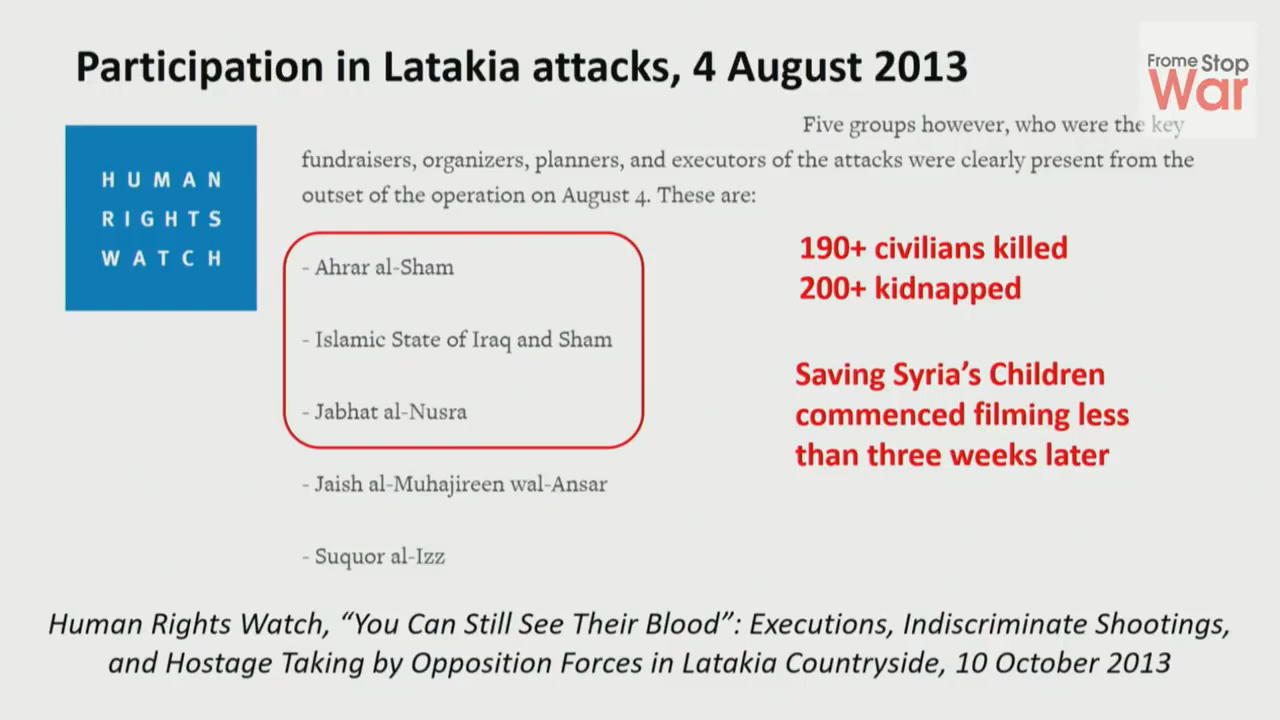 Participation in Latakia attacks, 4 August 2013
Frome Stop
War
HUMAN
RIGHTS
WATCH
Five groups however, who were the key
fundraisers, organizers, planners, and executors of the attacks were clearly present from the
outset of the operation on August 4. These are:
- Ahrar al-Sham
- Islamic State of Iraq and Sham
- Jabhat al-Nusra
- Jaish al-Muhajireen wal-Ansar
- Suquor al-Izz
190+ civilians killed
200+ kidnapped
Saving Syria’s Children
commenced filming less
than three weeks later
Human Rights Watch, “You Can Still See Their Blood”: Executions, Indiscriminate Shootings,
and Hostage Taking by Opposition Forces in Latakia Countryside, 10 October 2013